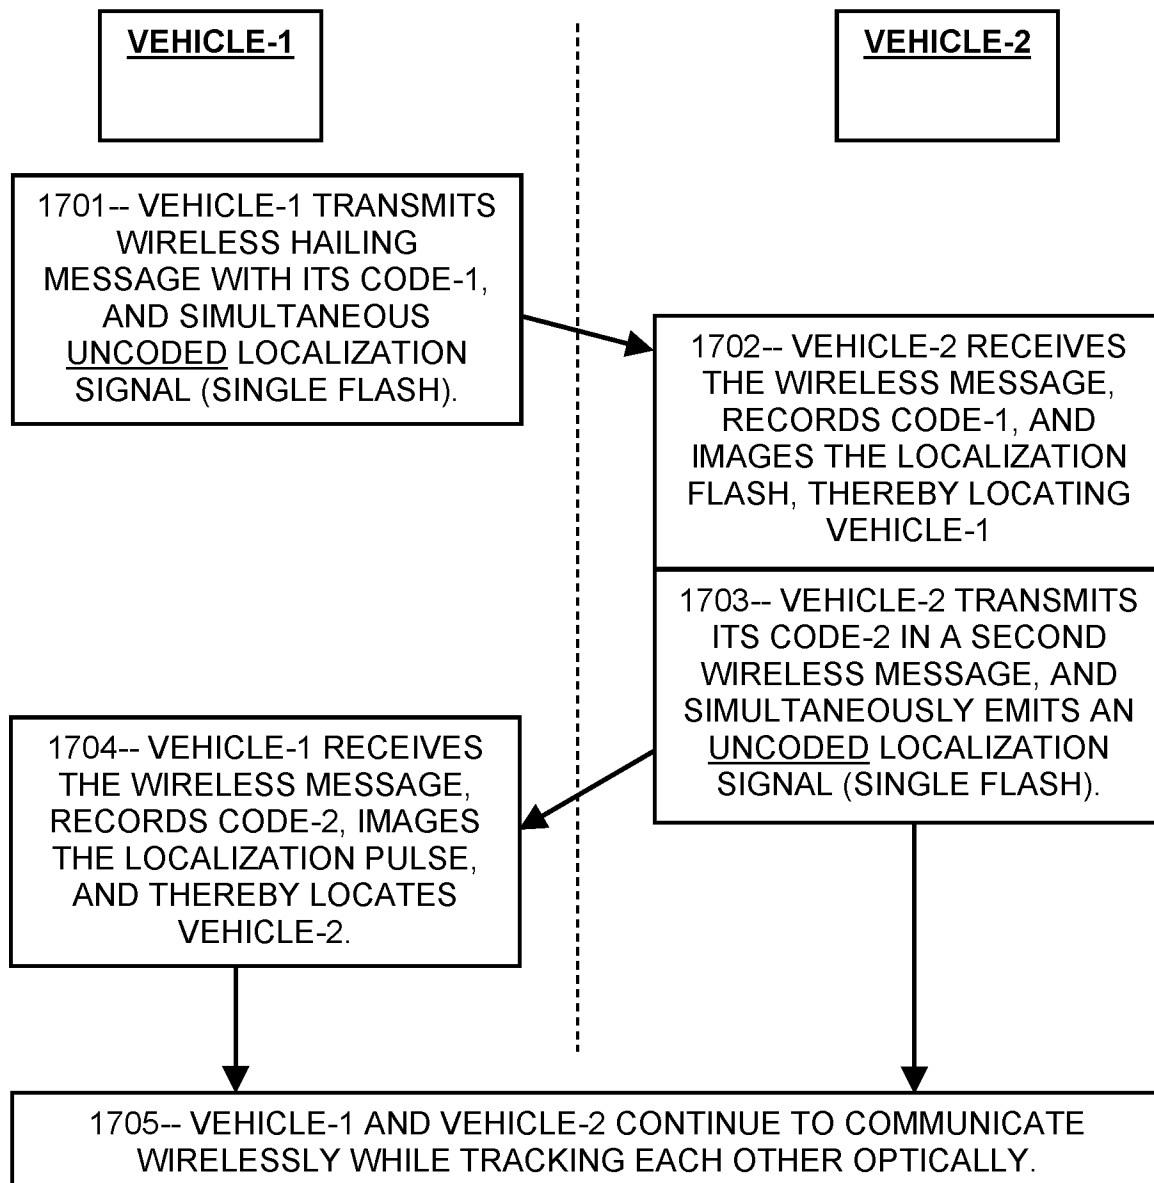 VEHICLE-1
VEHICLE-2
1701-- VEHICLE-1 TRANSMITS
WIRELESS HAILING
MESSAGE WITH ITS CODE-1,
AND SIMULTANEOUS
UNCODED LOCALIZATION
SIGNAL (SINGLE FLASH).
1702-- VEHICLE-2 RECEIVES
THE WIRELESS MESSAGE,
RECORDS CODE-1, AND
IMAGES THE LOCALIZATION
FLASH, THEREBY LOCATING
VEHICLE-1
1703-- VEHICLE-2 TRANSMITS
ITS CODE-2 IN A SECOND
WIRELESS MESSAGE, AND
SIMULTANEOUSLY EMITS AN
UNCODED LOCALIZATION
SIGNAL (SINGLE FLASH).
1704-- VEHICLE-1 RECEIVES
THE WIRELESS MESSAGE,
RECORDS CODE-2, IMAGES
THE LOCALIZATION PULSE,
AND THEREBY LOCATES
VEHICLE-2.
1705-- VEHICLE-1 AND VEHICLE-2 CONTINUE TO COMMUNICATE
WIRELESSLY WHILE TRACKING EACH OTHER OPTICALLY.